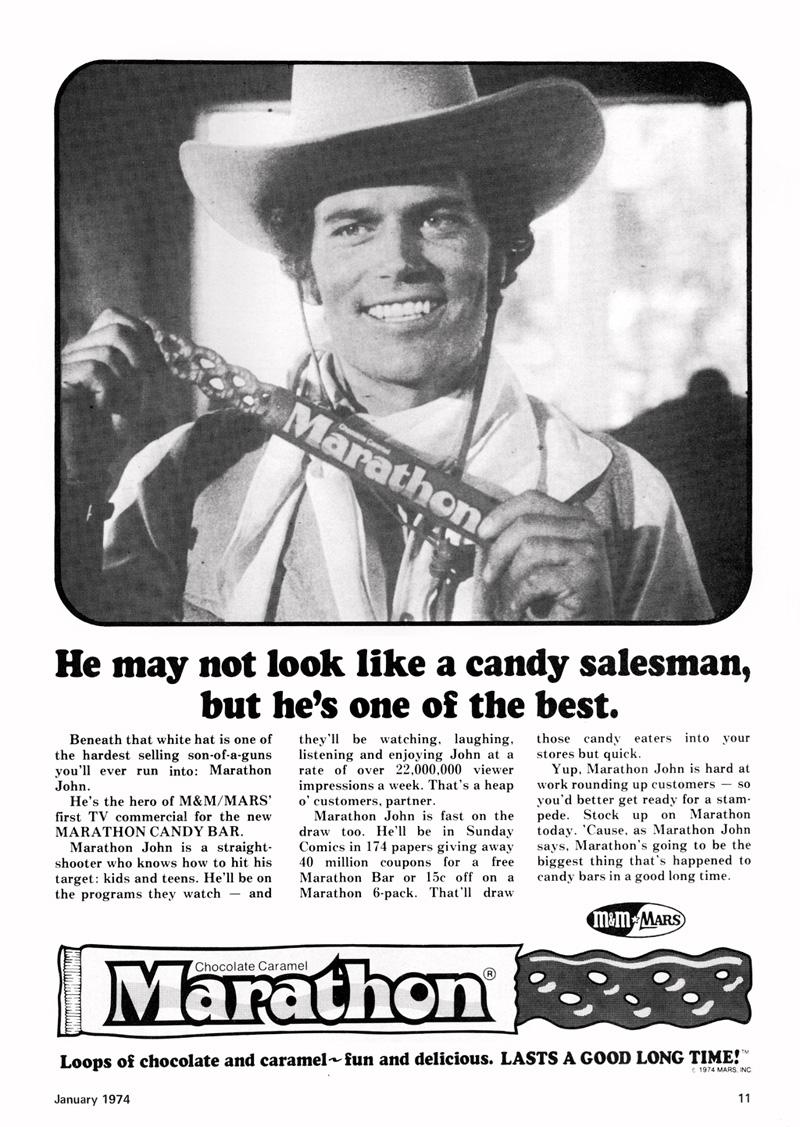 Chocolate Caramel
Marathon
He may not look like a candy salesman,
but he's one of the best.
Beneath that white hat is one of
the hardest selling son-of-a-guns
you'll ever run into: Marathon
John.
He's the hero of M&M/MARS'
first TV commercial for the new
MARATHON CANDY BAR.
Marathon John is a straight-
shooter who knows how to hit his
target: kids and teens. He'll be on
the programs they watch — and
they'll be watching, laughing,
listening and enjoying John at a
rate of over 22,000,000 viewer
impressions a week. That's a heap
o' customers, partner.
Marathon John is fast on the
draw too. He'll be in Sunday
Comics in 174 papers giving away
40 million coupons for a free
Marathon Bar or 15c off on a
Marathon 6-pack. That'll draw
those candy eaters into your
stores but quick.
Yup, Marathon John is hard at
work rounding up customers — so
you'd better get ready for a stam-
pede. Stock up on Marathon
today. 'Cause, as Marathon John
says, Marathon's going to be the
biggest thing that's happened to
candy bars in a good long time.
m&m★MARS
Chocolate Caramel
Marathon®
Loops of chocolate and caramel~fun and delicious. LASTS A GOOD LONG TIME!™
© 1974 MARS, INC
January 1974
11